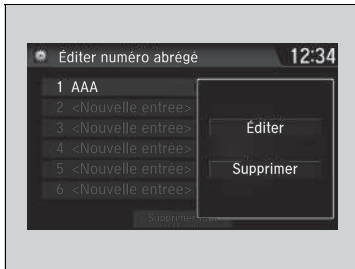 Éditer numéro abrégé 12:34
1 AAA
2 <Nouvelle entrée>
3 <Nouvelle entrée>
4 <Nouvelle entrée>
5 <Nouvelle entrée>
6 <Nouvelle entrée>
Éditer
Supprimer
Supprimer